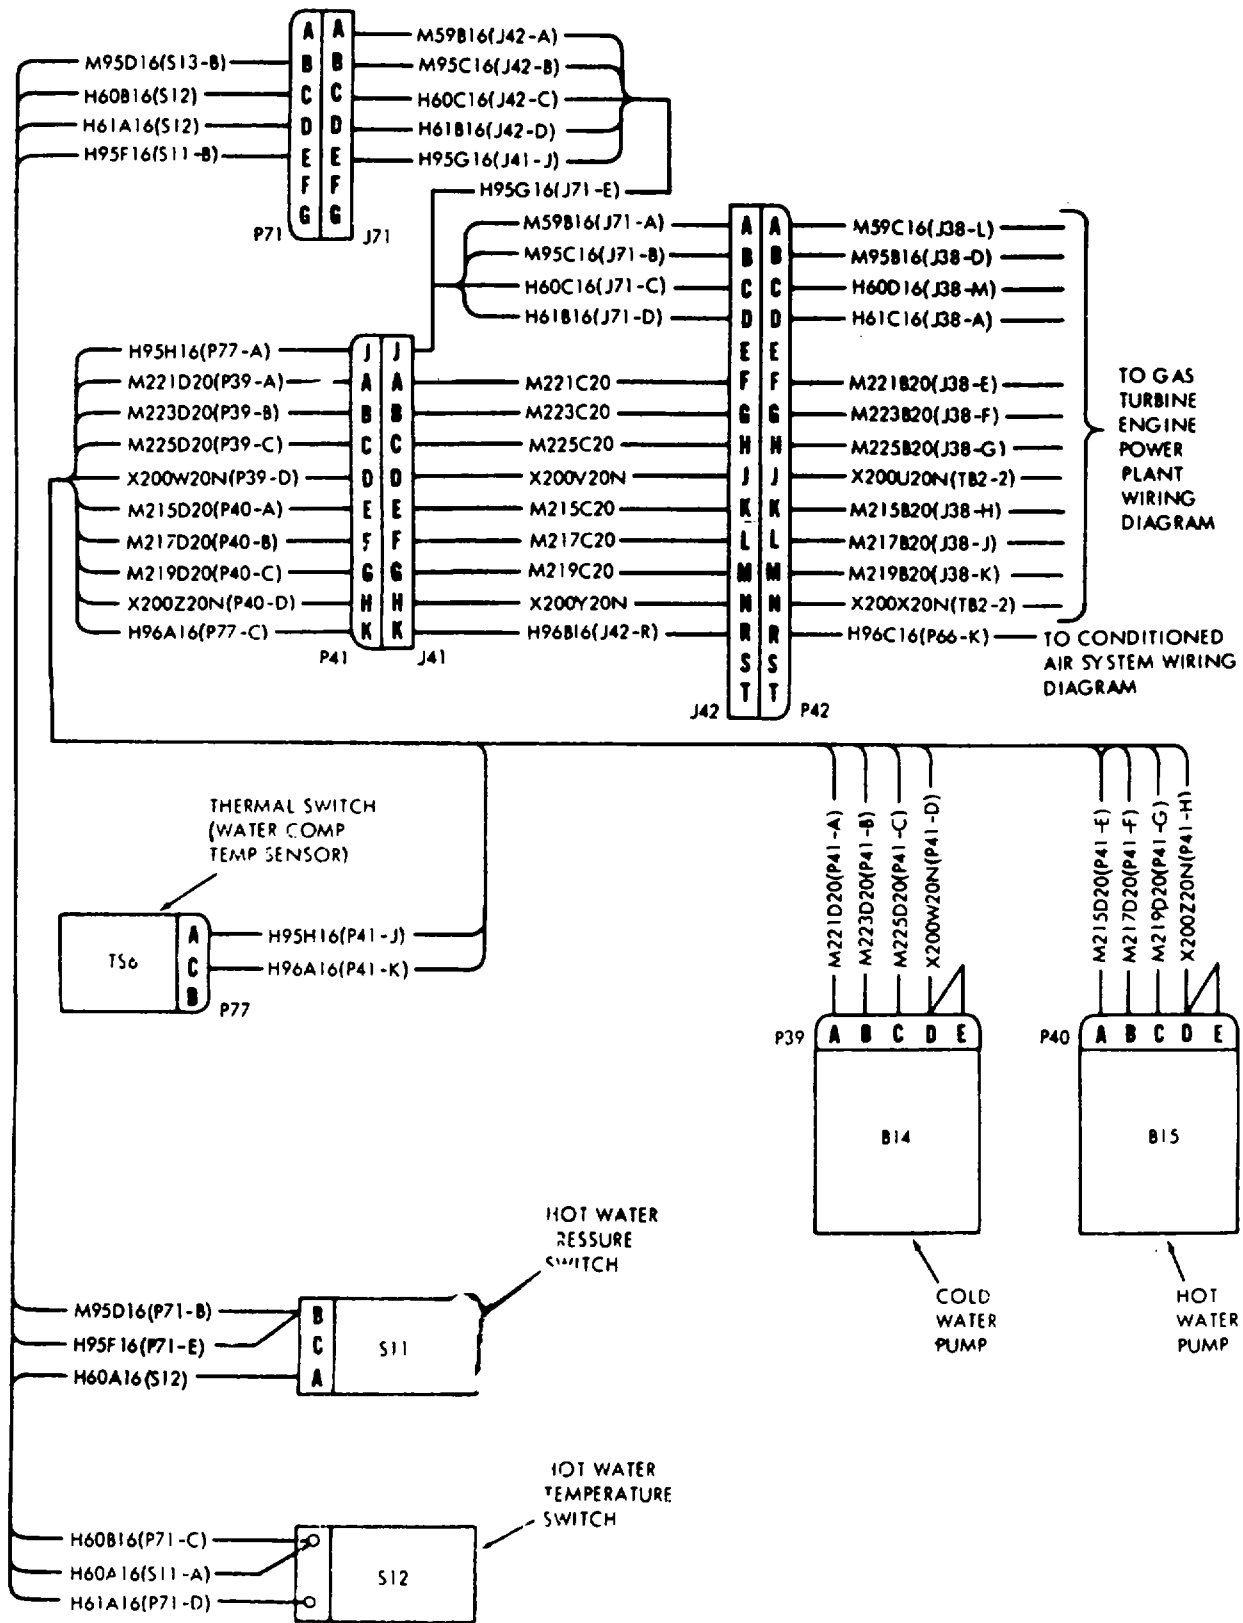 A A M59B16(J42-A)
M95D16(S13-B) B B M95C16(J42-B)
H60B16(S12) C C H60C16(J42-C)
H61A16(S12) D D H61B16(J42-D)
H95F16(S11-B) E E H95G16(J41-J)
F F
G G
P71 J71
H95G16(J71-E)
M59B16(J71-A) A A M59C16(J38-L)
M95C16(J71-B) B B M95B16(J38-D)
H60C16(J71-C) C C H60D16(J38-M)
H61B16(J71-D) D D H61C16(J38-A)
E E
H95H16(P77-A) J J
M221D20(P39-A) A A M221C20 F F M221B20(J38-E)
M223D20(P39-B) B B M223C20 G G M223B20(J38-F)
M225D20(P39-C) C C M225C20 H H M225B20(J38-G)
X200W20N(P39-D) D D X200V20N J J X200U20N(TB2-2)
M215D20(P40-A) E E M215C20 K K M215B20(J38-H)
M217D20(P40-B) F F M217C20 L L M217B20(J38-J)
M219D20(P40-C) G G M219C20 M M M219B20(J38-K)
X200Z20N(P40-D) H H X200Y20N N N X200X20N(TB2-2)
H96A16(P77-C) K K H96B16(J42-R) R R H96C16(P66-K)
S S
T T
P41 J41
J42 P42
TO GAS
TURBINE
ENGINE
POWER
PLANT
WIRING
DIAGRAM
TO CONDITIONED
AIR SYSTEM WIRING
DIAGRAM
THERMAL SWITCH
(WATER COMP
TEMP SENSOR)
TS6
A H95H16(P41-J)
C H96A16(P41-K)
B
P77
M221D20(P41-A)
M223D20(P41-B)
M225D20(P41-C)
X200W20N(P41-D)
P39 A B C D E
B14
COLD
WATER
PUMP
M215D20(P41-E)
M217D20(P41-F)
M219D20(P41-G)
X200Z20N(P41-H)
P40 A B C D E
B15
HOT
WATER
PUMP
HOT WATER
PRESSURE
SWITCH
M95D16(P71-B) B
H95F16(P71-E) C
H60A16(S12) A
S11
HOT WATER
TEMPERATURE
SWITCH
H60B16(P71-C)
H60A16(S11-A)
H61A16(P71-D)
S12